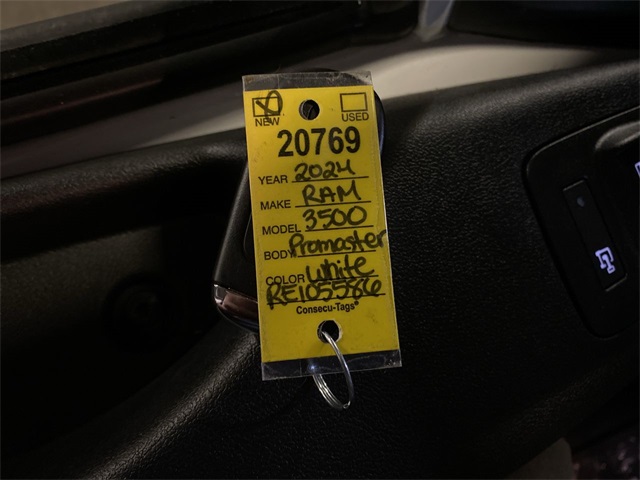 NEW USED
20769
YEAR 2024
MAKE RAM
MODEL 3500
BODY Promaster
COLOR White
RE105586
Consecu-Tags®